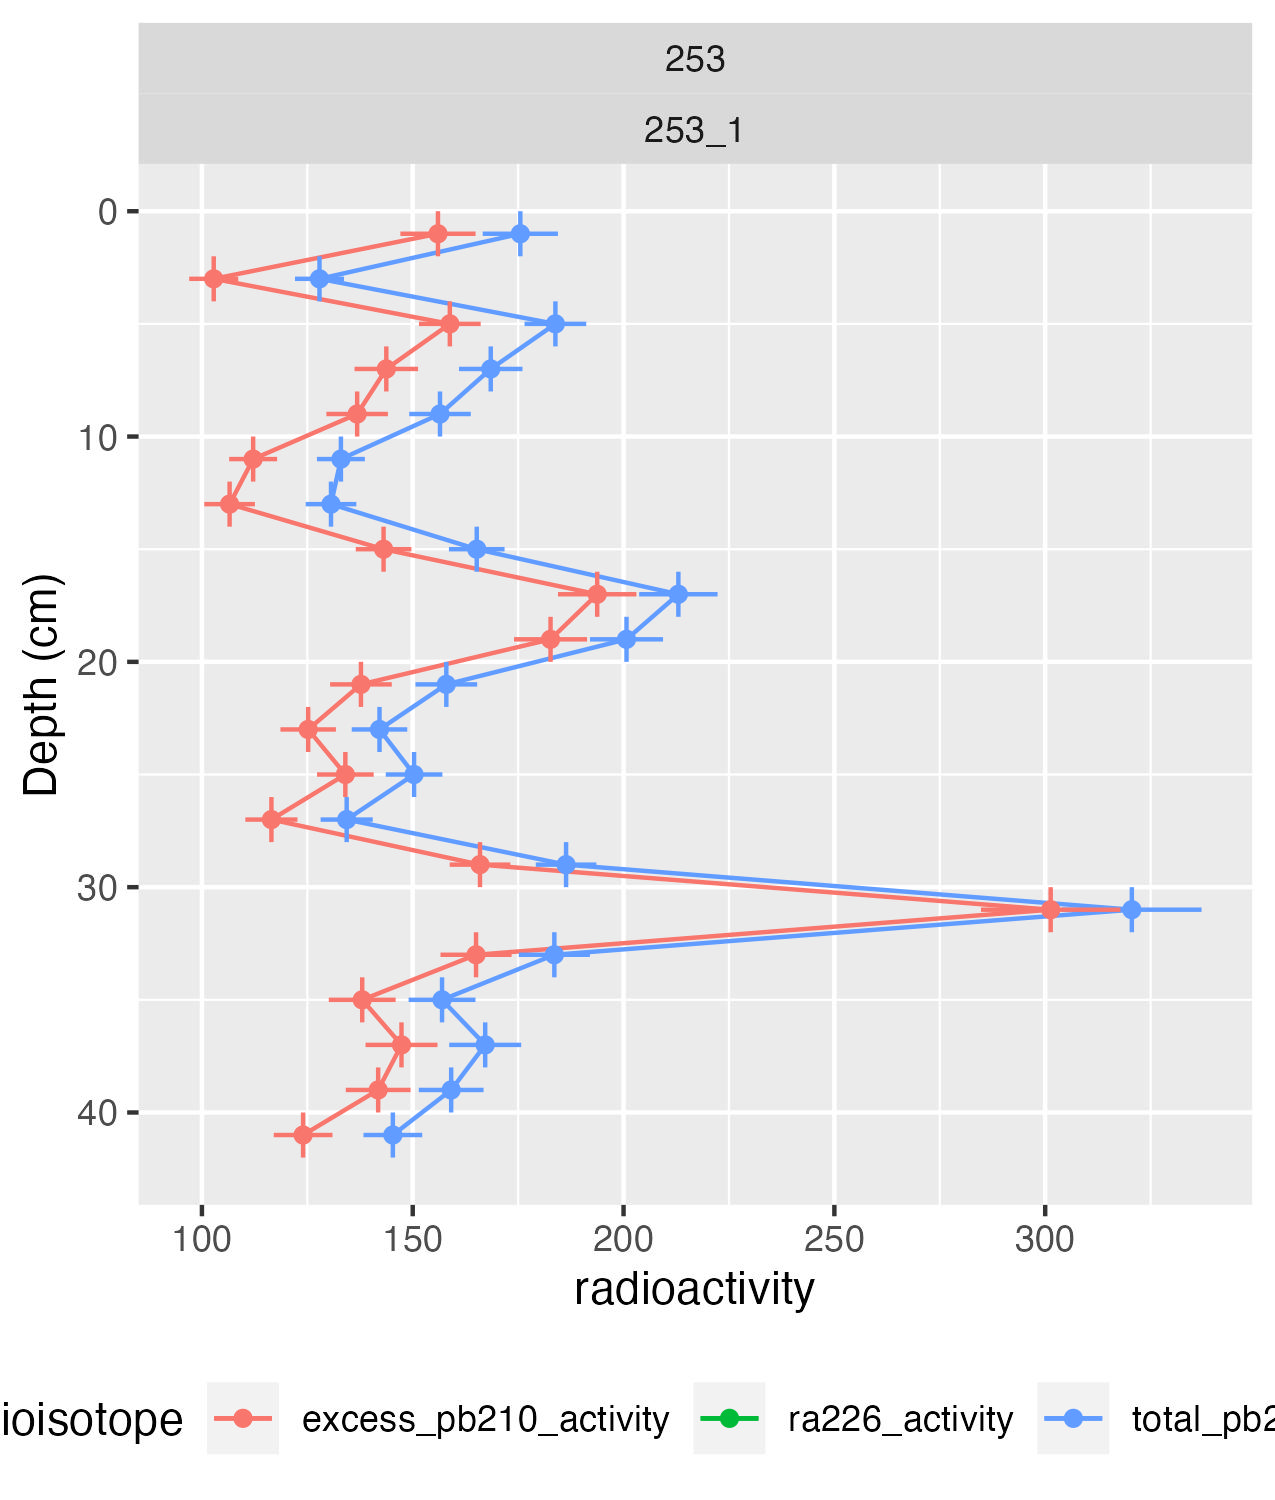 253
253_1
0
10
20
30
40
Depth (cm)
100 150 200 250 300
radioactivity
ioisotope excess_pb210_activity ra226_activity total_pb2